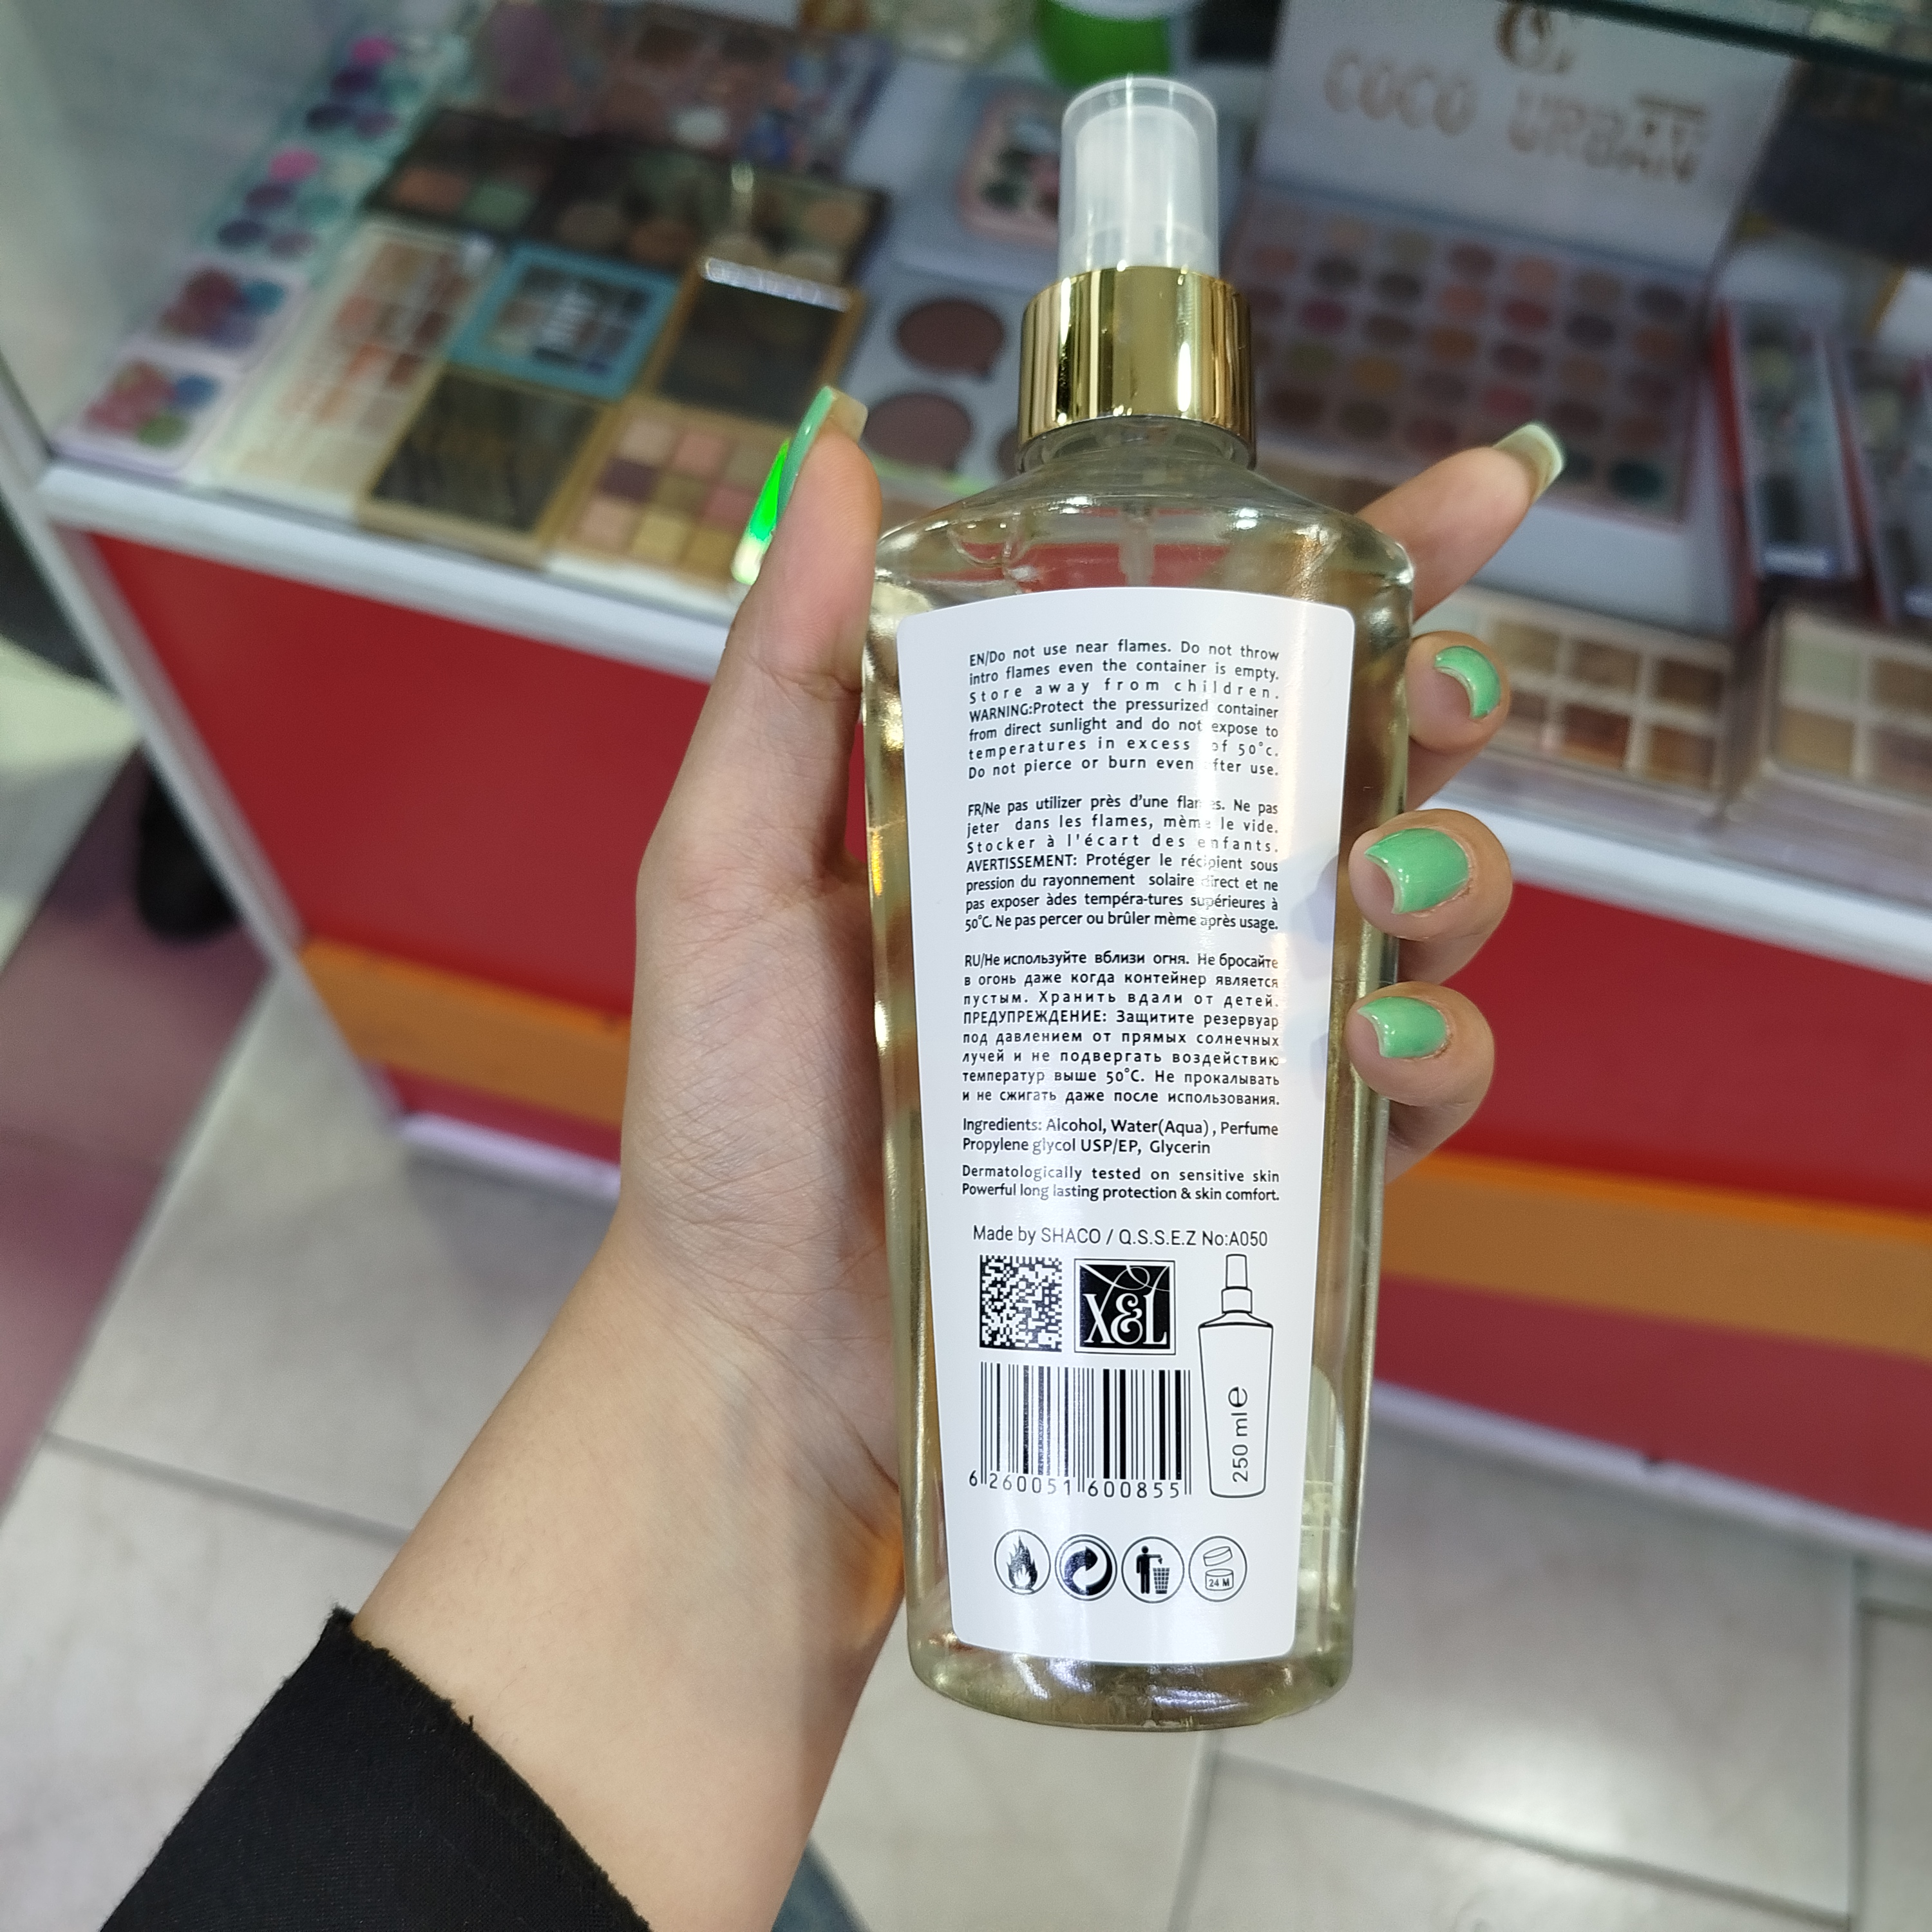 COCO URBAN
EN/Do not use near flames. Do not throw
intro flames even the container is empty.
Store away from children.
WARNING:Protect the pressurized container
from direct sunlight and do not expose to
temperatures in excess of 50°c.
Do not pierce or burn even fter use.
FR/Ne pas utilizer près d'une flames. Ne pas
jeter dans les flames, mème le vide.
Stocker à l'écart des enfants.
AVERTISSEMENT: Protéger le récipient sous
pression du rayonnement solaire direct et ne
pas exposer àdes tempéra-tures supérieures à
50°C. Ne pas percer ou brûler mème après usage.
RU/Не используйте вблизи огня. Не бросайте
в огонь даже когда контейнер является
пустым. Хранить вдали от детей.
ПРЕДУПРЕЖДЕНИЕ: Защитите резервуар
под давлением от прямых солнечных
лучей и не подвергать воздействию
температур выше 50°C. Не прокалывать
и не сжигать даже после использования.
Ingredients: Alcohol, Water(Aqua) , Perfume
Propylene glycol USP/EP, Glycerin
Dermatologically tested on sensitive skin
Powerful long lasting protection & skin comfort.
Made by SHACO / Q.S.S.E.Z No:A050
X&L
250 ml e
6 260051 600855
24 M